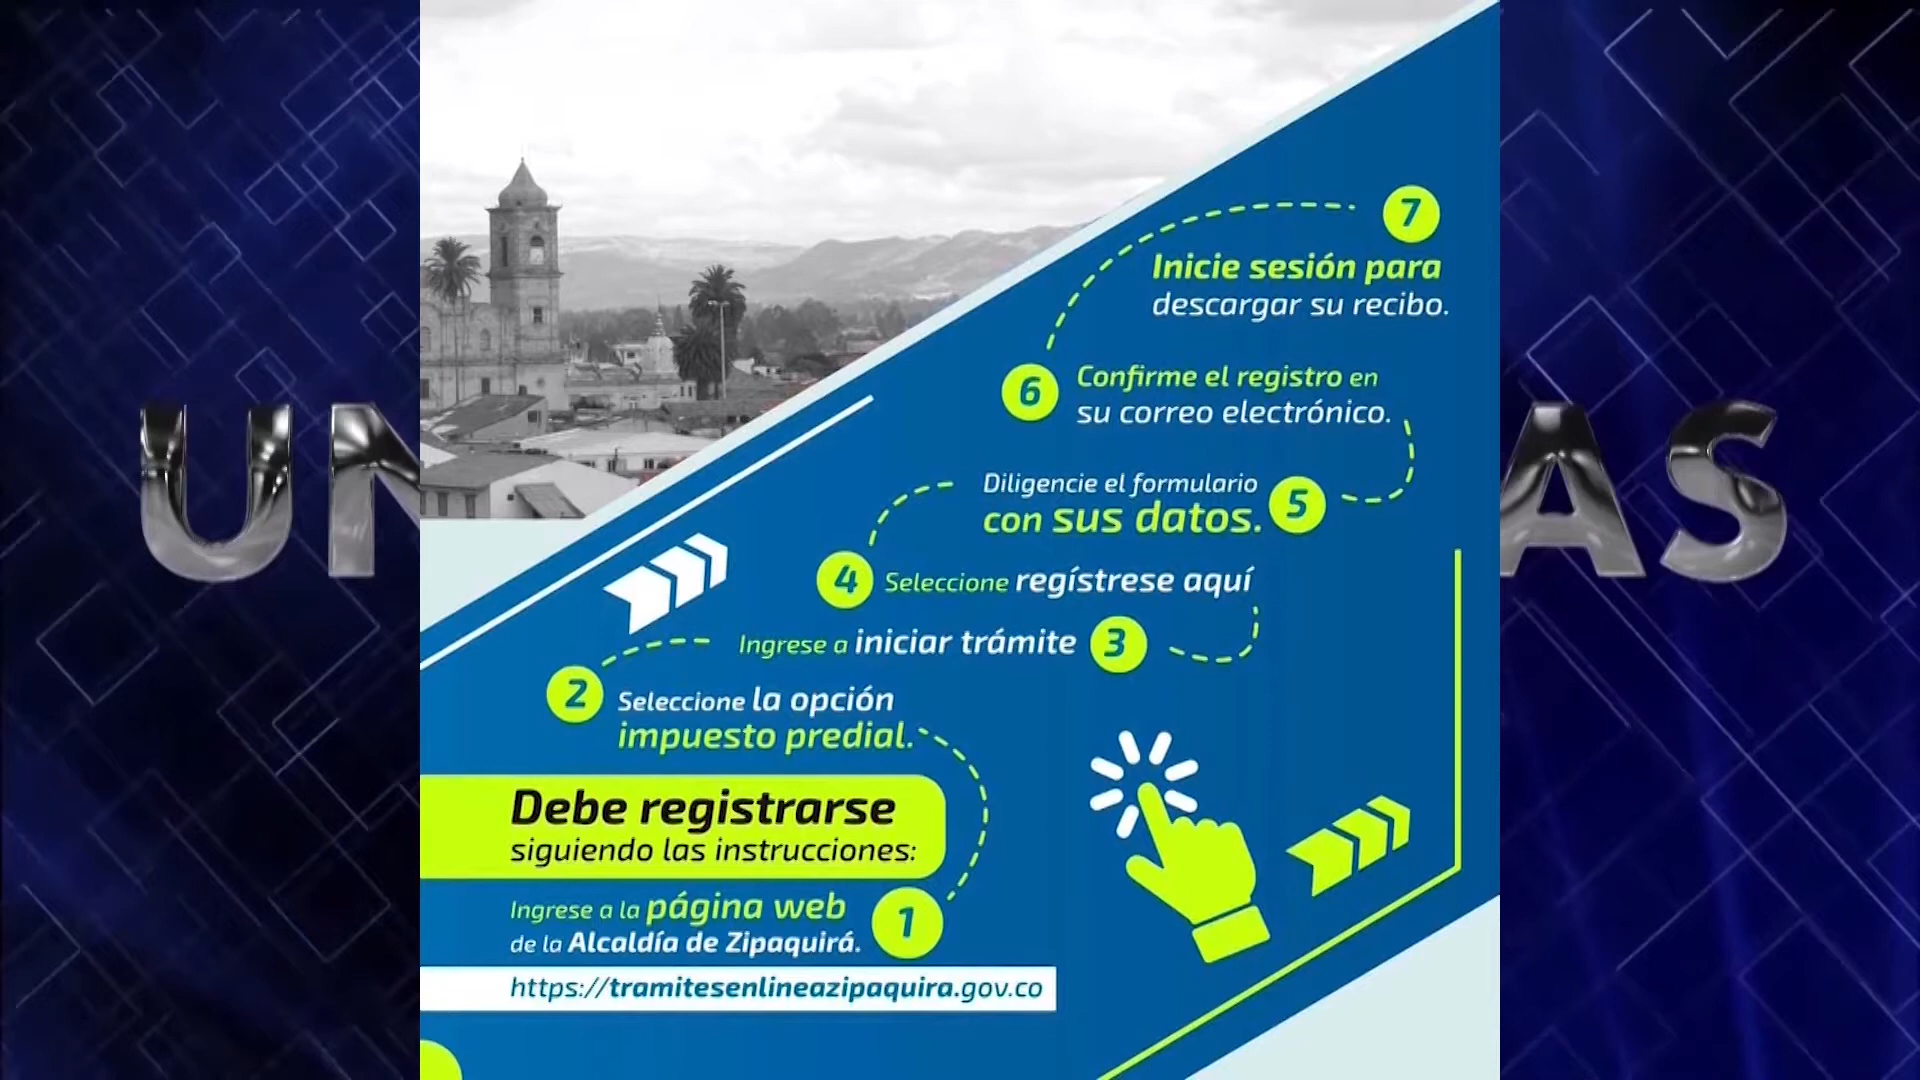 7
Inicie sesión para
descargar su recibo.
6
Confirme el registro en
su correo electrónico.
Diligencie el formulario
con sus datos.
5
4
Seleccione regístrese aquí
Ingrese a iniciar trámite
3
2
Seleccione la opción
impuesto predial.
Debe registrarse
siguiendo las instrucciones:
Ingrese a la página web
de la Alcaldía de Zipaquirá.
1
https://tramitesenlineazipaquira.gov.co
UN
AS